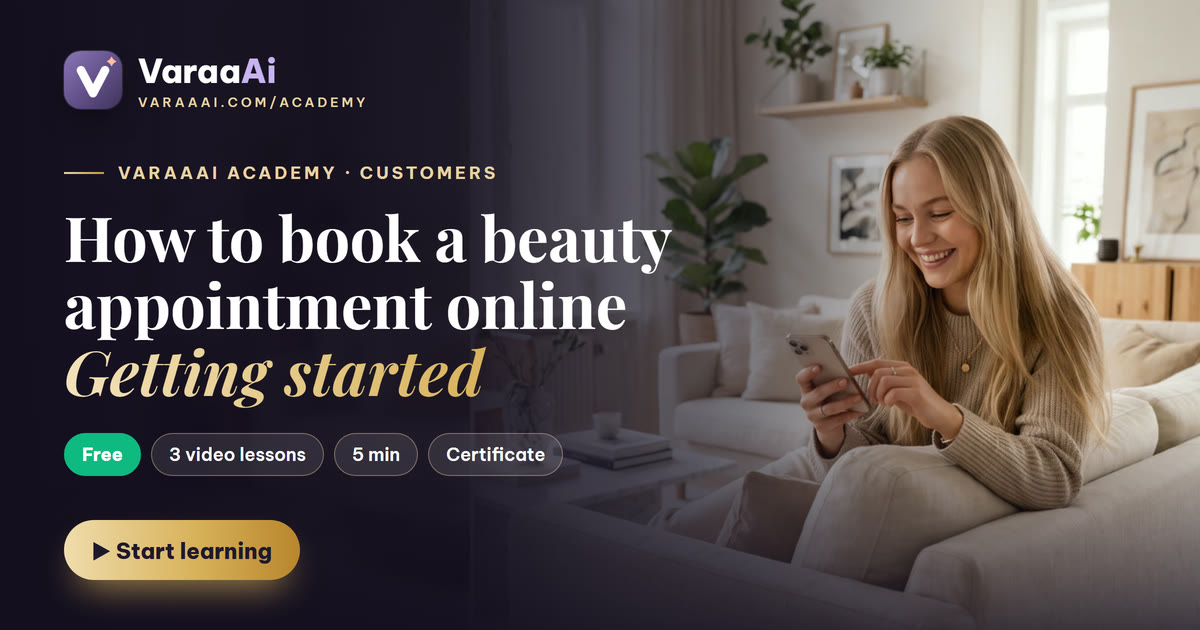 VaraaAi
VARAAAI.COM/ACADEMY
VARAAAI ACADEMY · CUSTOMERS
How to book a beauty
appointment online
Getting started
Free
3 video lessons
5 min
Certificate
▶ Start learning